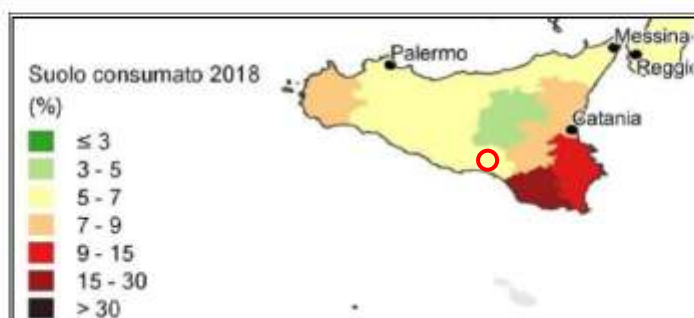 Messina
Palermo
Reggio
Suolo consumato 2018
(%)
Catania
≤ 3
3 - 5
5 - 7
7 - 9
9 - 15
15 - 30
> 30